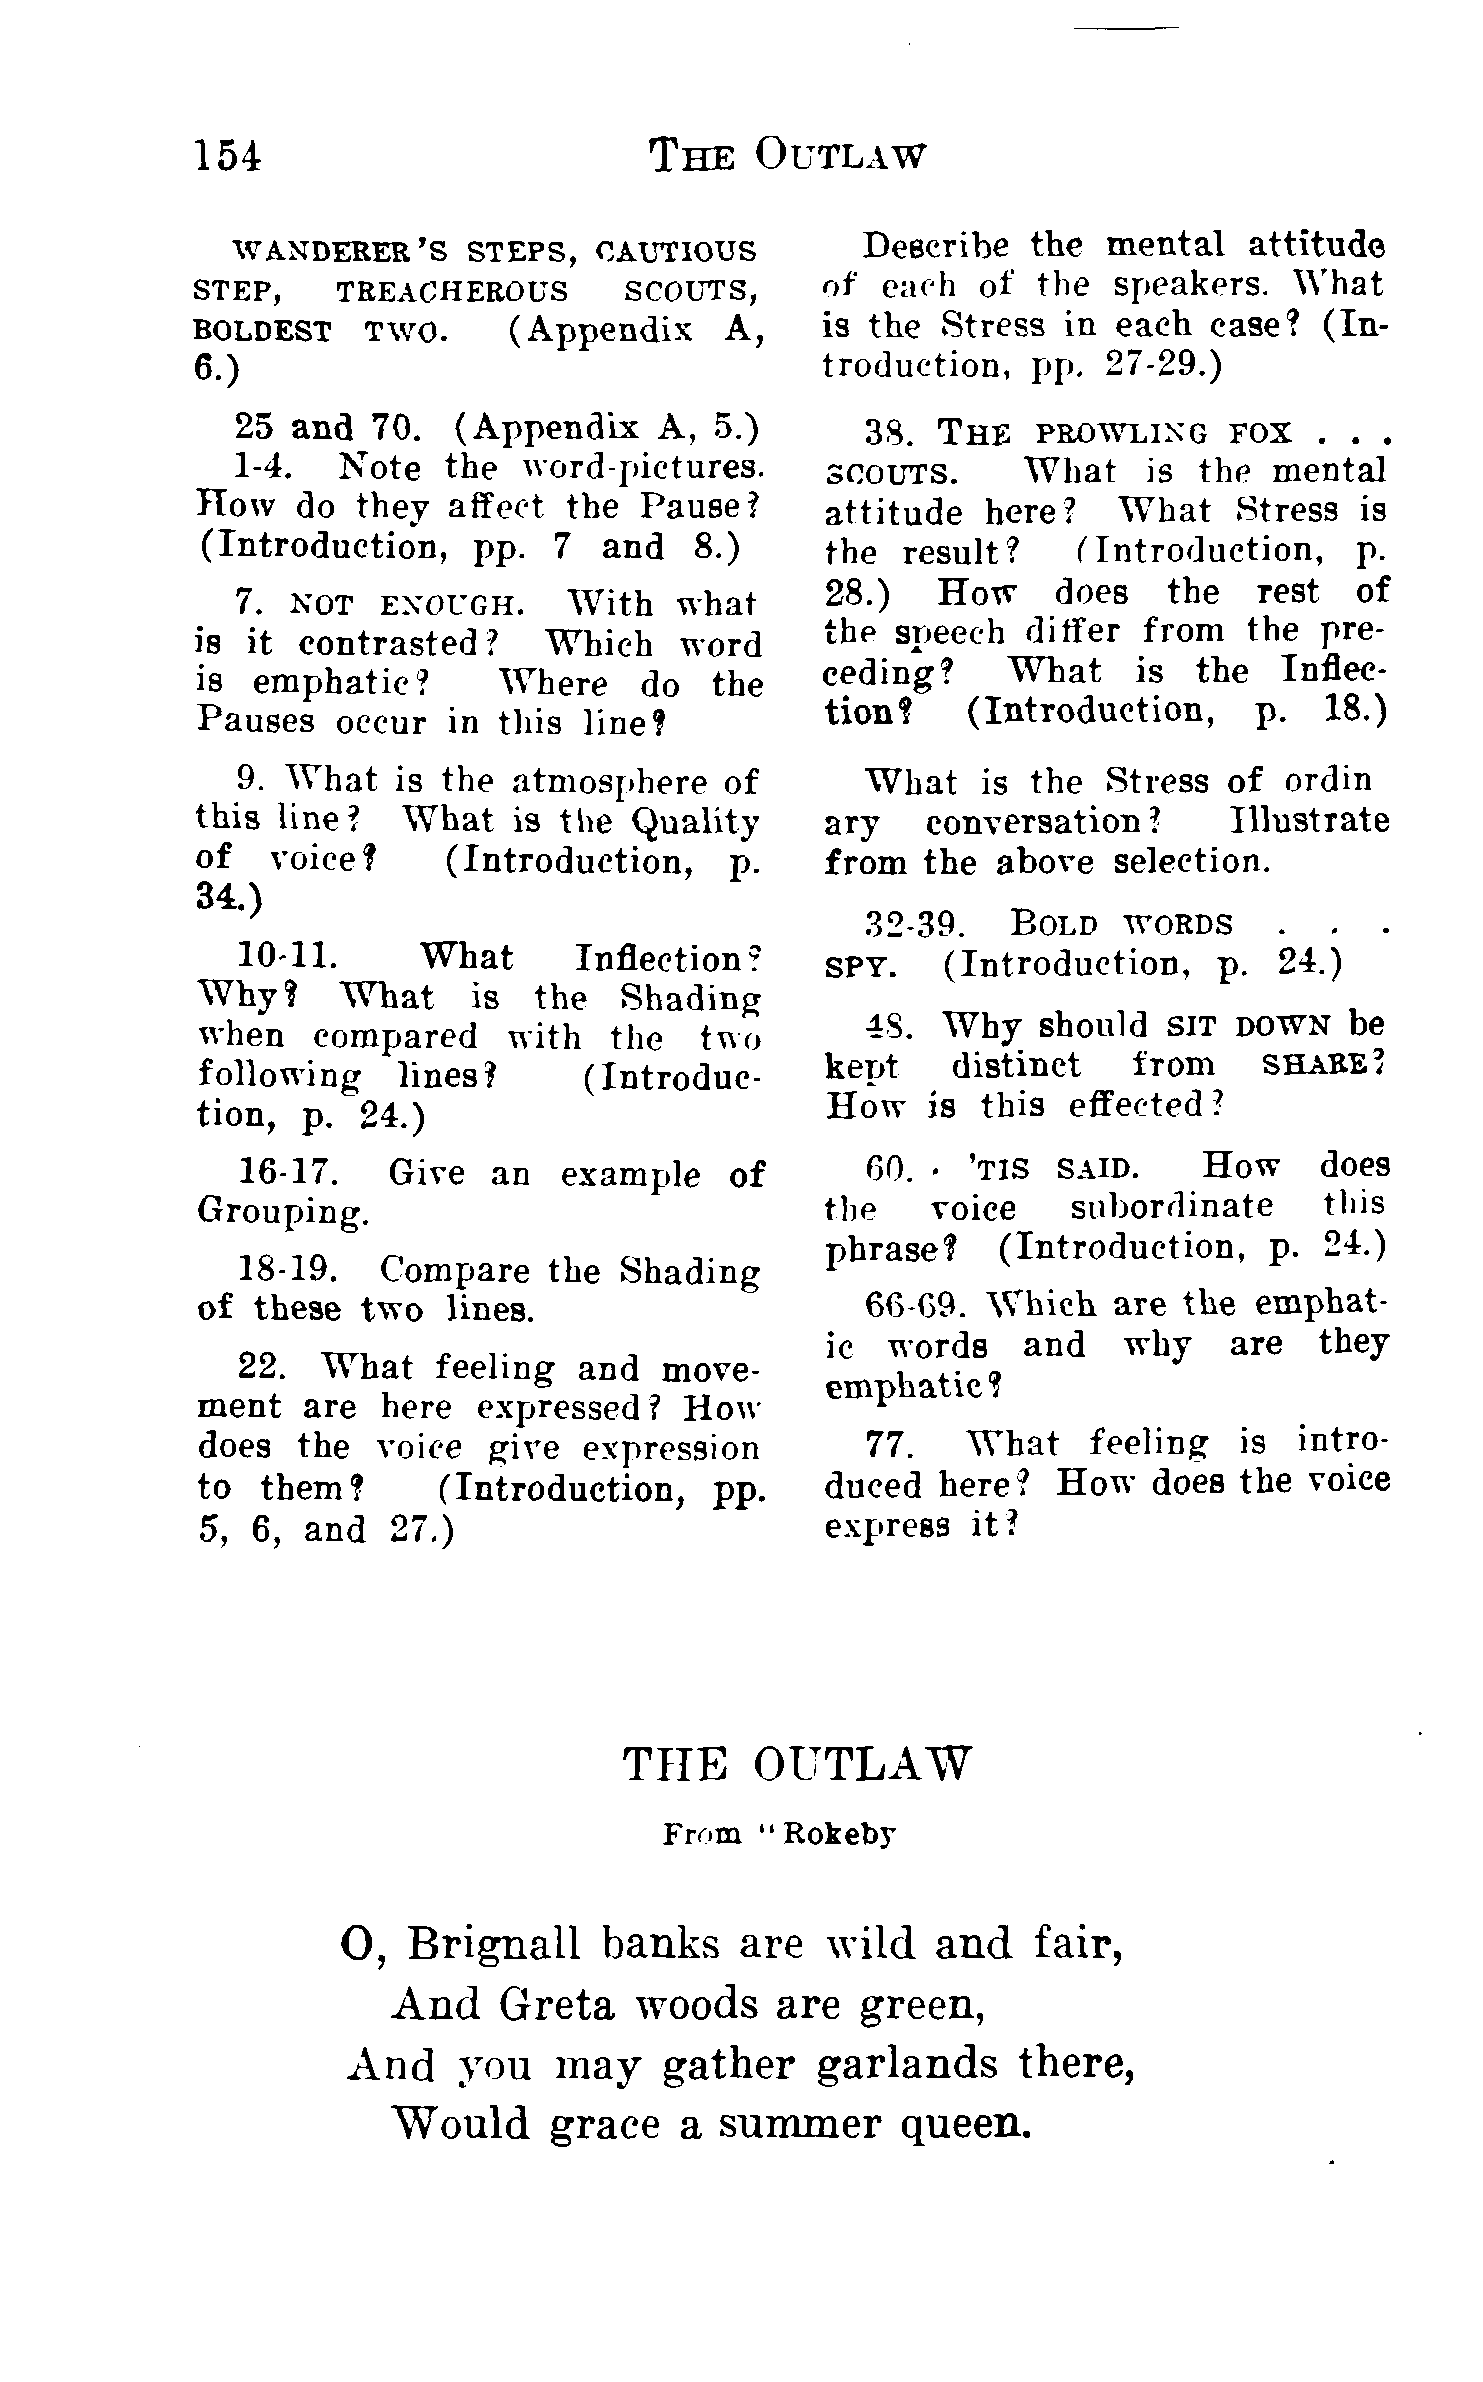 154 THE OUTLAW
WANDERER'S STEPS, CAUTIOUS
STEP, TREACHEROUS SCOUTS,
BOLDEST TWO. (Appendix A,
6.)
25 and 70. (Appendix A, 5.)
1-4. Note the word-pictures.
How do they affect the Pause?
(Introduction, pp. 7 and 8.)
7. NOT ENOUGH. With what
is it contrasted? Which word
is emphatic? Where do the
Pauses occur in this line?
9. What is the atmosphere of
this line? What is the Quality
of voice? (Introduction, p.
34.)
10-11. What Inflection?
Why? What is the Shading
when compared with the two
following lines? (Introduc-
tion, p. 24.)
16-17. Give an example of
Grouping.
18-19. Compare the Shading
of these two lines.
22. What feeling and move-
ment are here expressed? How
does the voice give expression
to them? (Introduction, pp.
5, 6, and 27.)
Describe the mental attitude
of each of the speakers. What
is the Stress in each case? (In-
troduction, pp. 27-29.)
38. THE PROWLING FOX . . .
SCOUTS. What is the mental
attitude here? What Stress is
the result? (Introduction, p.
28.) How does the rest of
the speech differ from the pre-
ceding? What is the Inflec-
tion? (Introduction, p. 18.)
What is the Stress of ordin
ary conversation? Illustrate
from the above selection.
32-39. BOLD WORDS . . .
SPY. (Introduction, p. 24.)
48. Why should SIT DOWN be
kept distinct from SHARE?
How is this effected?
60. 'TIS SAID. How does
the voice subordinate this
phrase? (Introduction, p. 24.)
66-69. Which are the emphat-
ic words and why are they
emphatic?
77. What feeling is intro-
duced here? How does the voice
express it?
THE OUTLAW
From "Rokeby
O, Brignall banks are wild and fair,
And Greta woods are green,
And you may gather garlands there,
Would grace a summer queen.